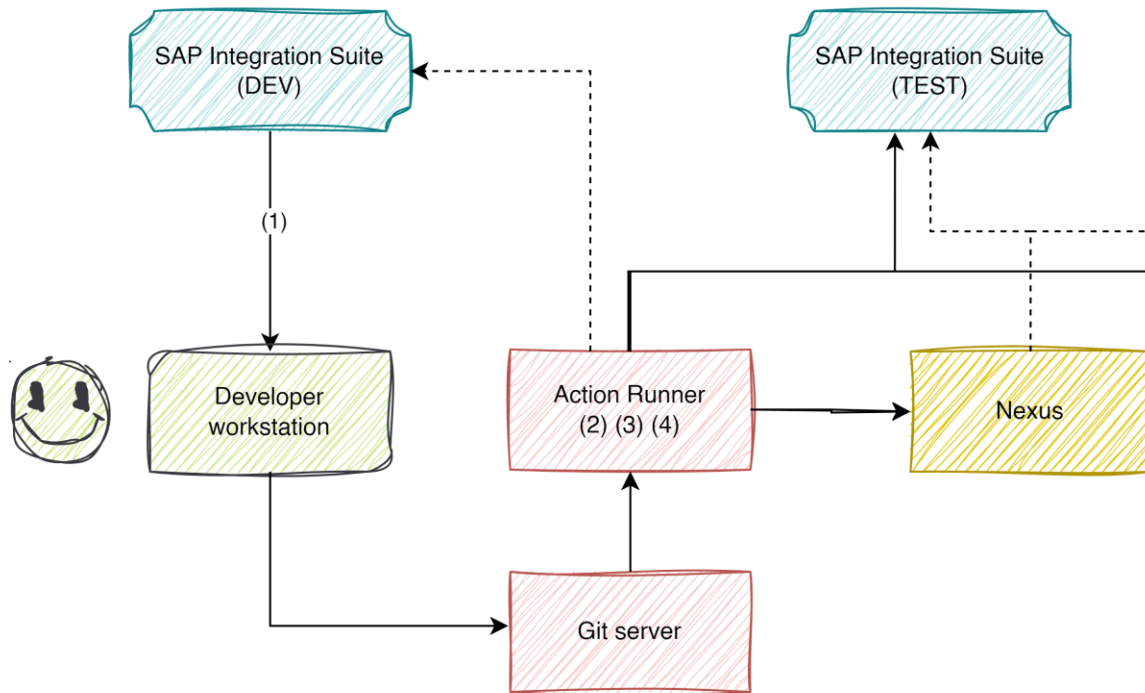 SAP Integration Suite
(DEV)
SAP Integration Suite
(TEST)
(1)
Developer
workstation
Action Runner
(2) (3) (4)
Nexus
Git server